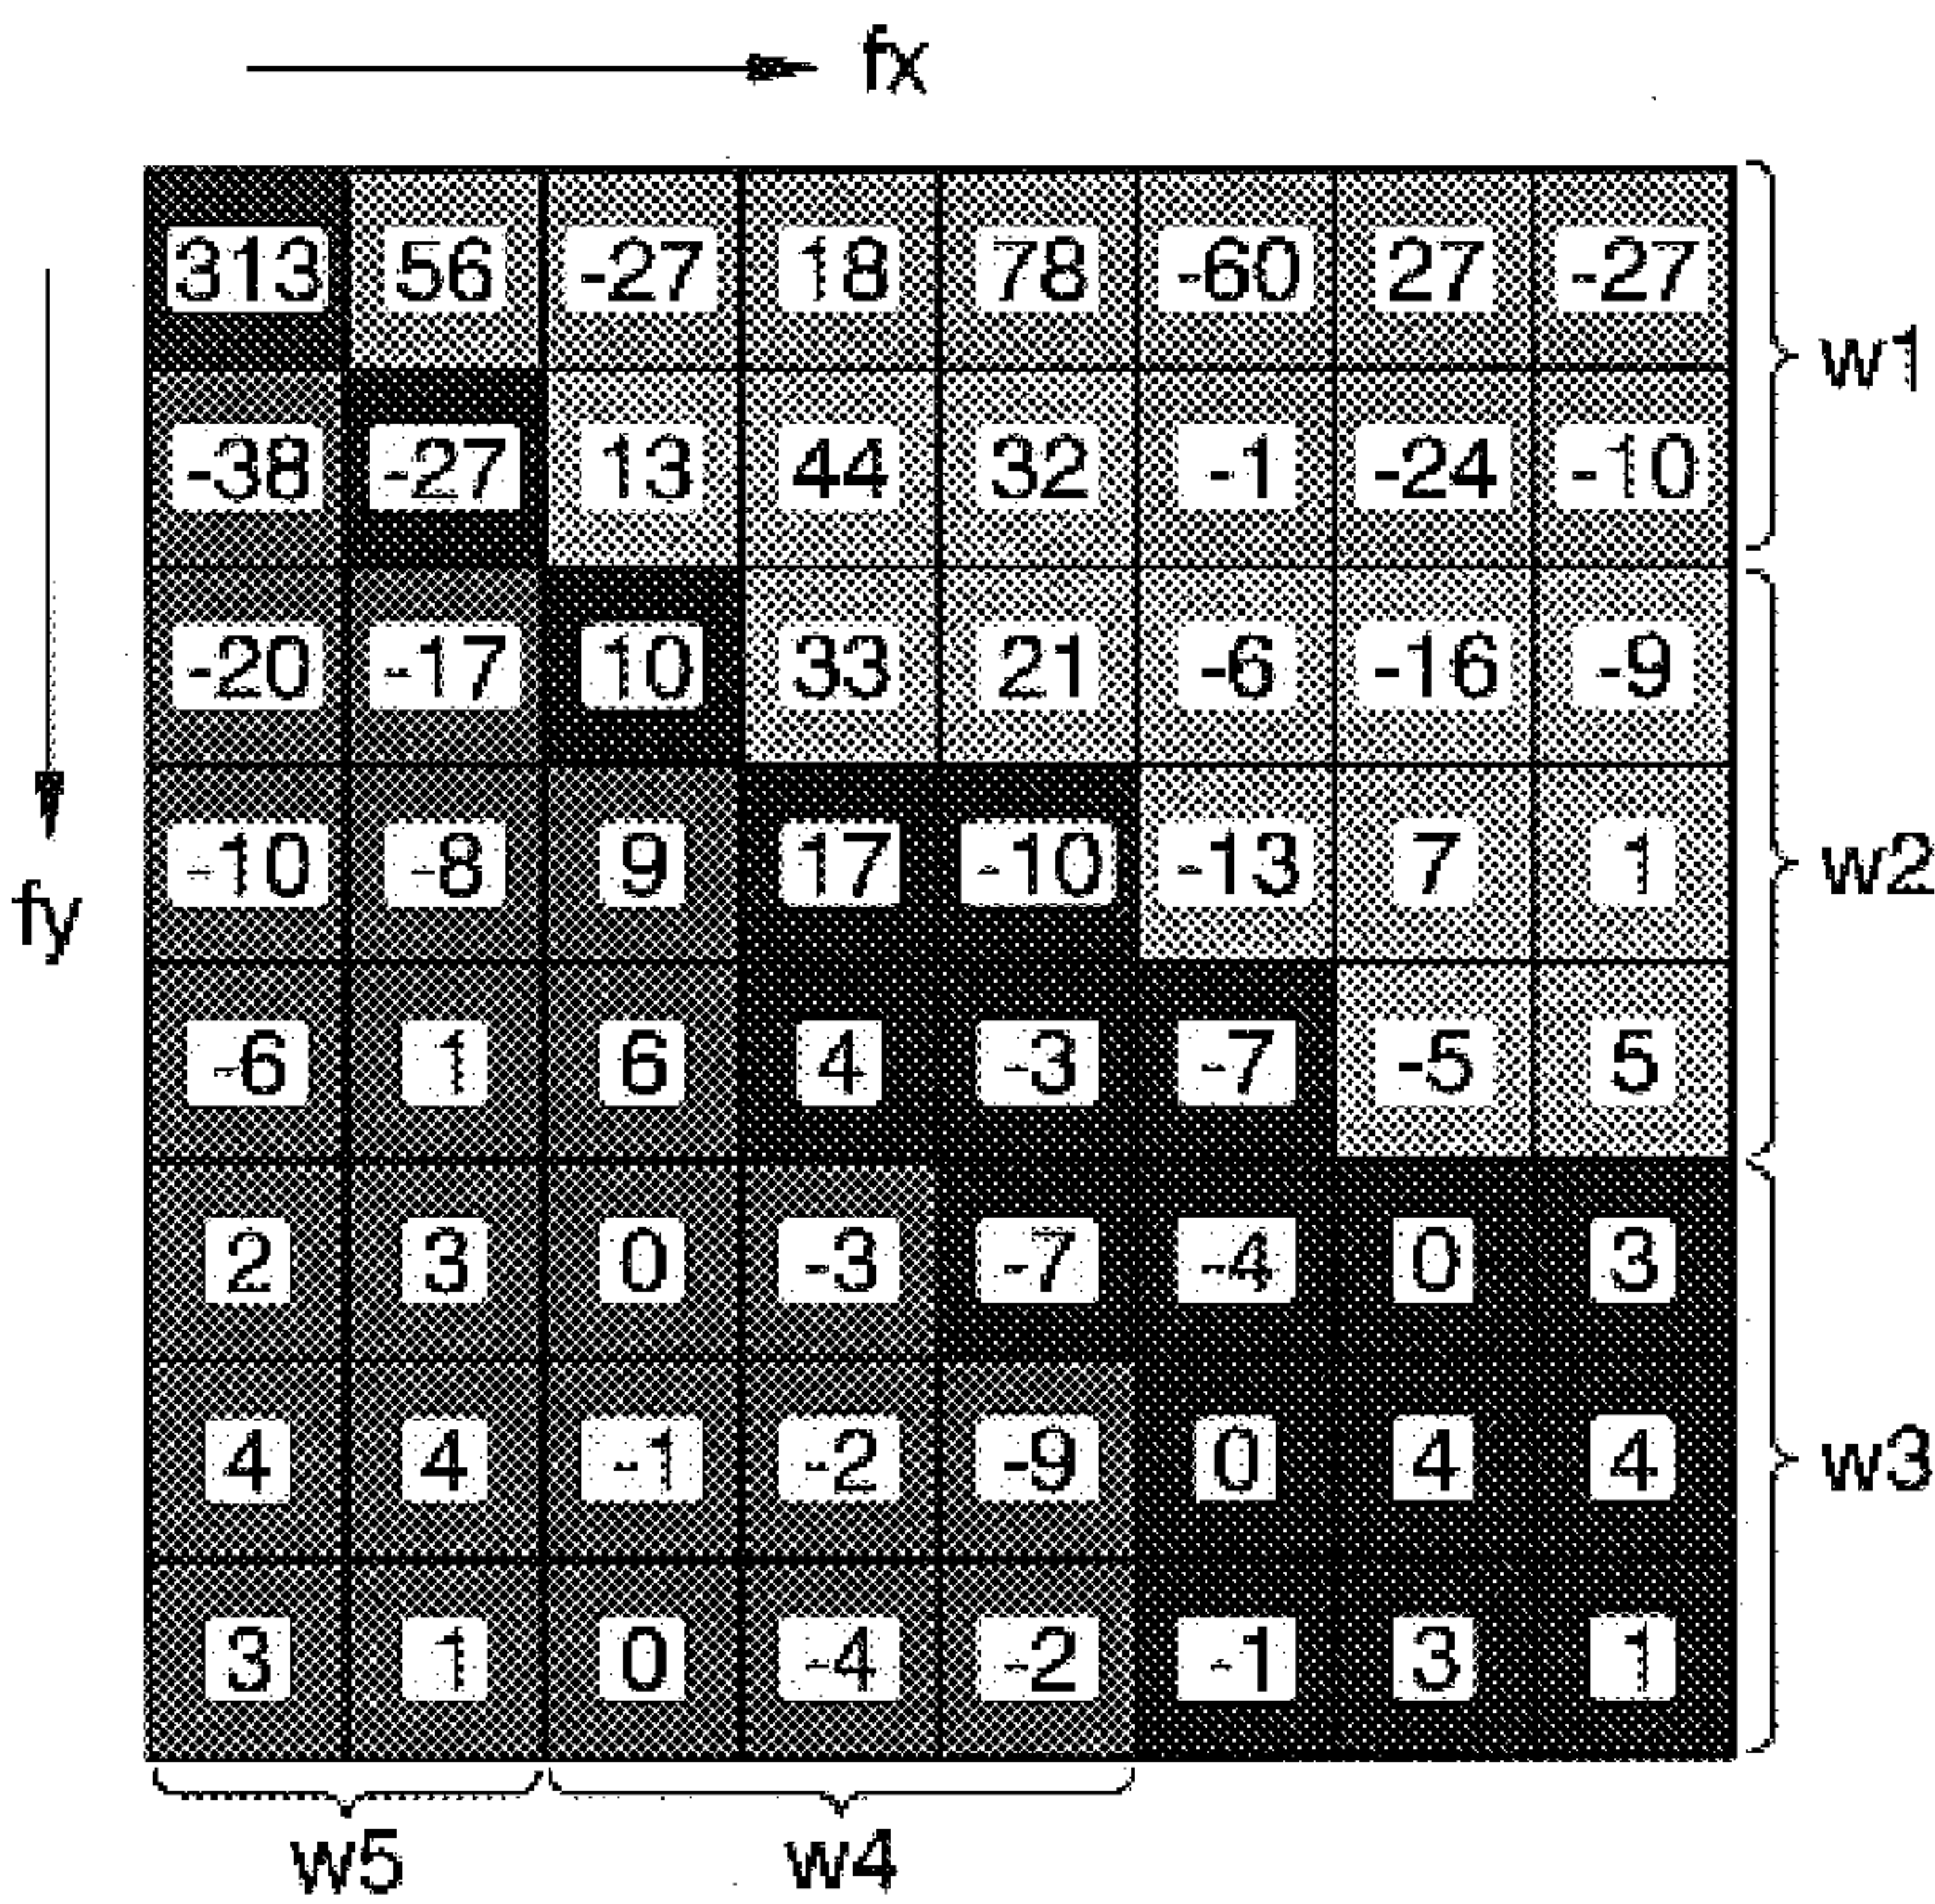 fx
313 56 -27 18 78 -60 27 -27
w1
-38 -27 13 44 32 -1 -24 -10
-20 -17 10 33 21 -6 -16 -9
-10 -8 9 17 -10 -13 7 1
fy
w2
-6 1 6 4 -3 -7 -5 5
2 3 0 -3 -7 -4 0 3
4 4 -1 -2 -9 0 4 4
w3
3 1 0 -4 -2 -1 3 1
w5 w4